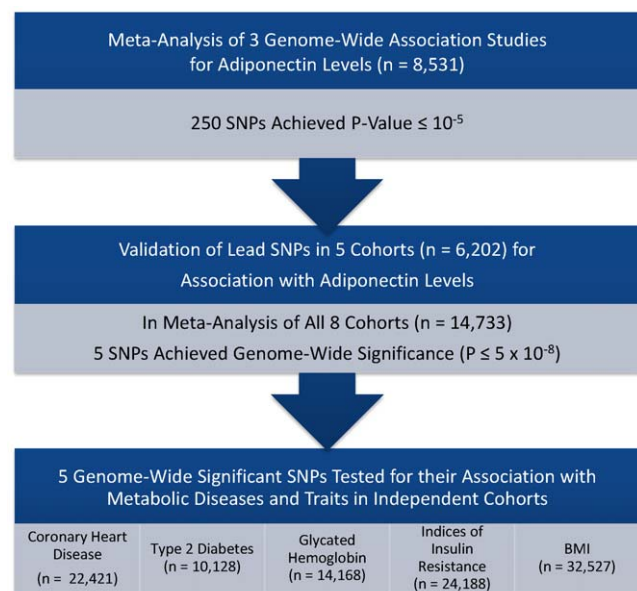 Meta-Analysis of 3 Genome-Wide Association Studies
for Adiponectin Levels (n = 8,531)
250 SNPs Achieved P-Value ≤ 10⁻⁵
Validation of Lead SNPs in 5 Cohorts (n = 6,202) for
Association with Adiponectin Levels
In Meta-Analysis of All 8 Cohorts (n = 14,733)
5 SNPs Achieved Genome-Wide Significance (P ≤ 5 x 10⁻⁸)
5 Genome-Wide Significant SNPs Tested for their Association with
Metabolic Diseases and Traits in Independent Cohorts
Coronary Heart
Disease
(n = 22,421)
Type 2 Diabetes
(n = 10,128)
Glycated
Hemoglobin
(n = 14,168)
Indices of
Insulin
Resistance
(n = 24,188)
BMI
(n = 32,527)